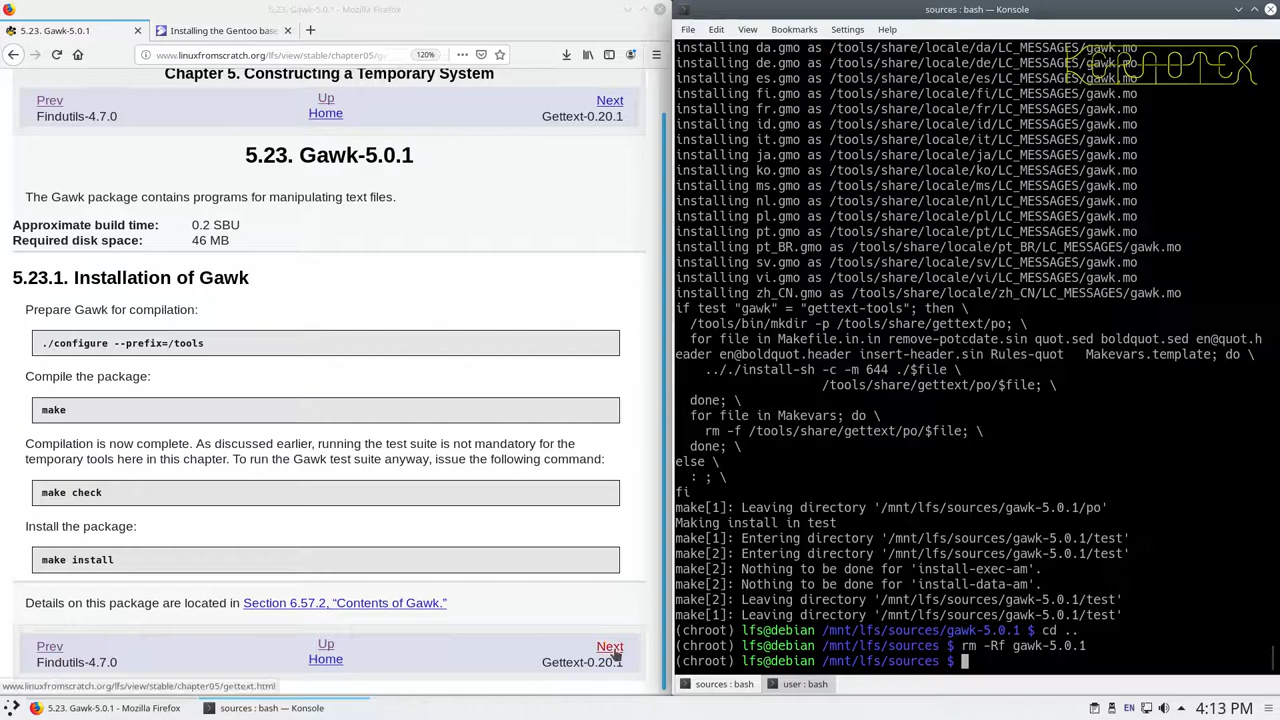 5.23. Gawk-5.0.1 - Mozilla Firefox
5.23. Gawk-5.0.1
Installing the Gentoo base
www.linuxfromscratch.org/lfs/view/stable/chapter05/ge
120%
Chapter 5. Constructing a Temporary System
Prev
Up
Next
Findutils-4.7.0
Home
Gettext-0.20.1
5.23. Gawk-5.0.1
The Gawk package contains programs for manipulating text files.
Approximate build time: 0.2 SBU
Required disk space: 46 MB
5.23.1. Installation of Gawk
Prepare Gawk for compilation:
./configure --prefix=/tools
Compile the package:
make
Compilation is now complete. As discussed earlier, running the test suite is not mandatory for the
temporary tools here in this chapter. To run the Gawk test suite anyway, issue the following command:
make check
Install the package:
make install
Details on this package are located in Section 6.57.2, “Contents of Gawk.”
Prev
Up
Next
Findutils-4.7.0
Home
Gettext-0.20.1
www.linuxfromscratch.org/lfs/view/stable/chapter05/gettext.html
sources : bash — Konsole
File Edit View Bookmarks Settings Help
installing da.gmo as /tools/share/locale/da/LC_MESSAGES/gawk.mo
installing de.gmo as /tools/share/locale/de/LC_MESSAGES/gawk.mo
installing es.gmo as /tools/share/locale/es/LC_MESSAGES/gawk.mo
installing fi.gmo as /tools/share/locale/fi/LC_MESSAGES/gawk.mo
installing fr.gmo as /tools/share/locale/fr/LC_MESSAGES/gawk.mo
installing id.gmo as /tools/share/locale/id/LC_MESSAGES/gawk.mo
installing it.gmo as /tools/share/locale/it/LC_MESSAGES/gawk.mo
installing ja.gmo as /tools/share/locale/ja/LC_MESSAGES/gawk.mo
installing ko.gmo as /tools/share/locale/ko/LC_MESSAGES/gawk.mo
installing ms.gmo as /tools/share/locale/ms/LC_MESSAGES/gawk.mo
installing nl.gmo as /tools/share/locale/nl/LC_MESSAGES/gawk.mo
installing pl.gmo as /tools/share/locale/pl/LC_MESSAGES/gawk.mo
installing pt.gmo as /tools/share/locale/pt/LC_MESSAGES/gawk.mo
installing pt_BR.gmo as /tools/share/locale/pt_BR/LC_MESSAGES/gawk.mo
installing sv.gmo as /tools/share/locale/sv/LC_MESSAGES/gawk.mo
installing vi.gmo as /tools/share/locale/vi/LC_MESSAGES/gawk.mo
installing zh_CN.gmo as /tools/share/locale/zh_CN/LC_MESSAGES/gawk.mo
if test "gawk" = "gettext-tools"; then \
/tools/bin/mkdir -p /tools/share/gettext/po; \
for file in Makefile.in.in remove-potcdate.sin quot.sed boldquot.sed en@quot.h
eader en@boldquot.header insert-header.sin Rules-quot Makevars.template; do \
.././install-sh -c -m 644 ./$file \
/tools/share/gettext/po/$file; \
done; \
for file in Makevars; do \
rm -f /tools/share/gettext/po/$file; \
done; \
else \
: ; \
fi
make[1]: Leaving directory '/mnt/lfs/sources/gawk-5.0.1/po'
Making install in test
make[1]: Entering directory '/mnt/lfs/sources/gawk-5.0.1/test'
make[2]: Entering directory '/mnt/lfs/sources/gawk-5.0.1/test'
make[2]: Nothing to be done for 'install-exec-am'.
make[2]: Nothing to be done for 'install-data-am'.
make[2]: Leaving directory '/mnt/lfs/sources/gawk-5.0.1/test'
make[1]: Leaving directory '/mnt/lfs/sources/gawk-5.0.1/test'
(chroot) lfs@debian /mnt/lfs/sources/gawk-5.0.1 $ cd ..
(chroot) lfs@debian /mnt/lfs/sources $ rm -Rf gawk-5.0.1
(chroot) lfs@debian /mnt/lfs/sources $
sources : bash
user : bash
5.23. Gawk-5.0.1 - Mozilla Firefox
sources : bash — Konsole
EN
4:13 PM